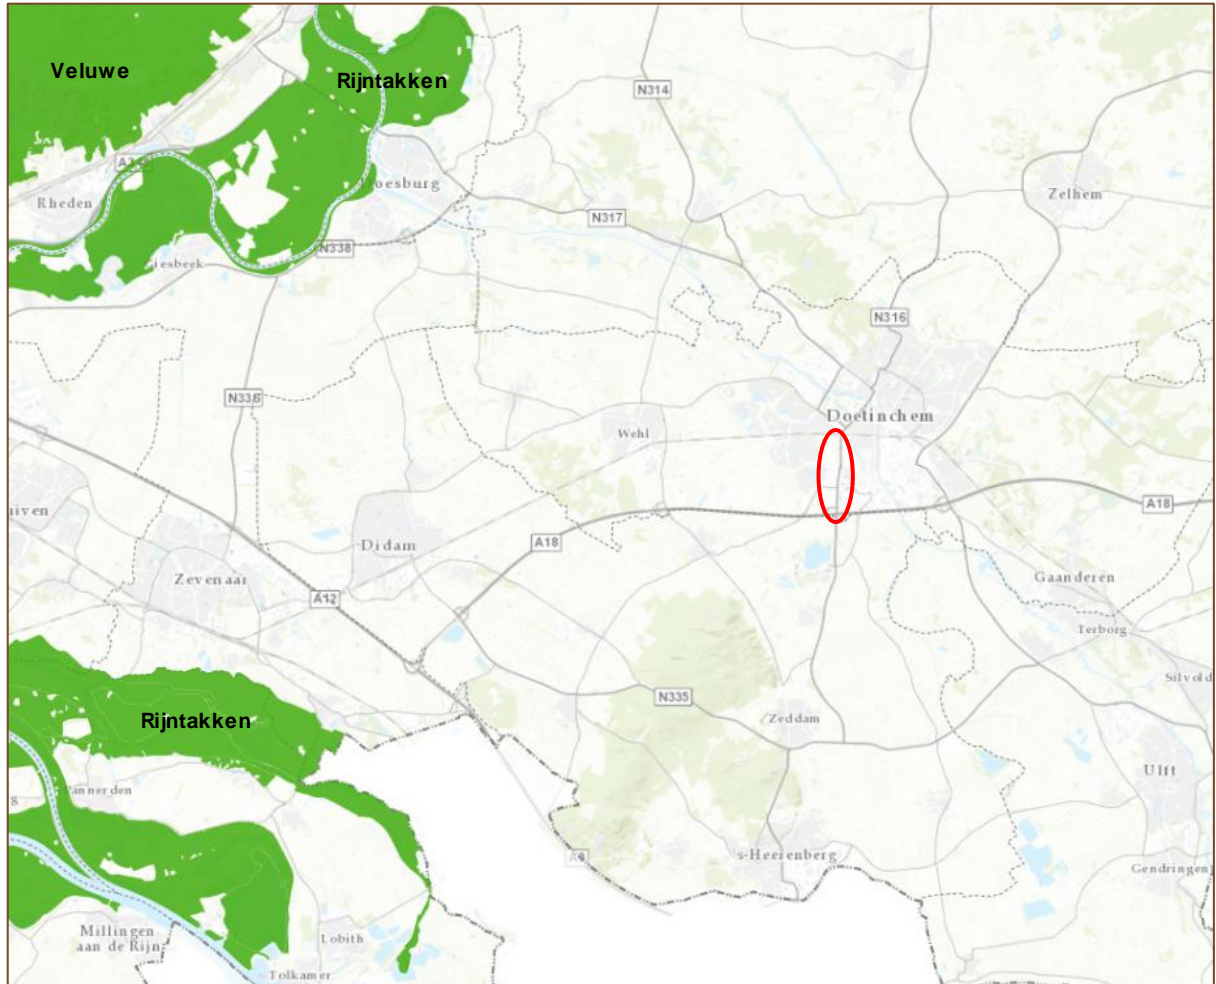 Veluwe
Rijntakken
N314
Rheden
N317
Zelhem
N338
N316
N336
Doetinchem
Wehl
A18
A18
Didam
Zevenaar
A12
Gaanderen
Terborg
N335
Zeddam
Rijntakken
Ulft
's-Heerenberg
Gendringen
Millingen
aan de Rijn
Lobith
Tolkamer